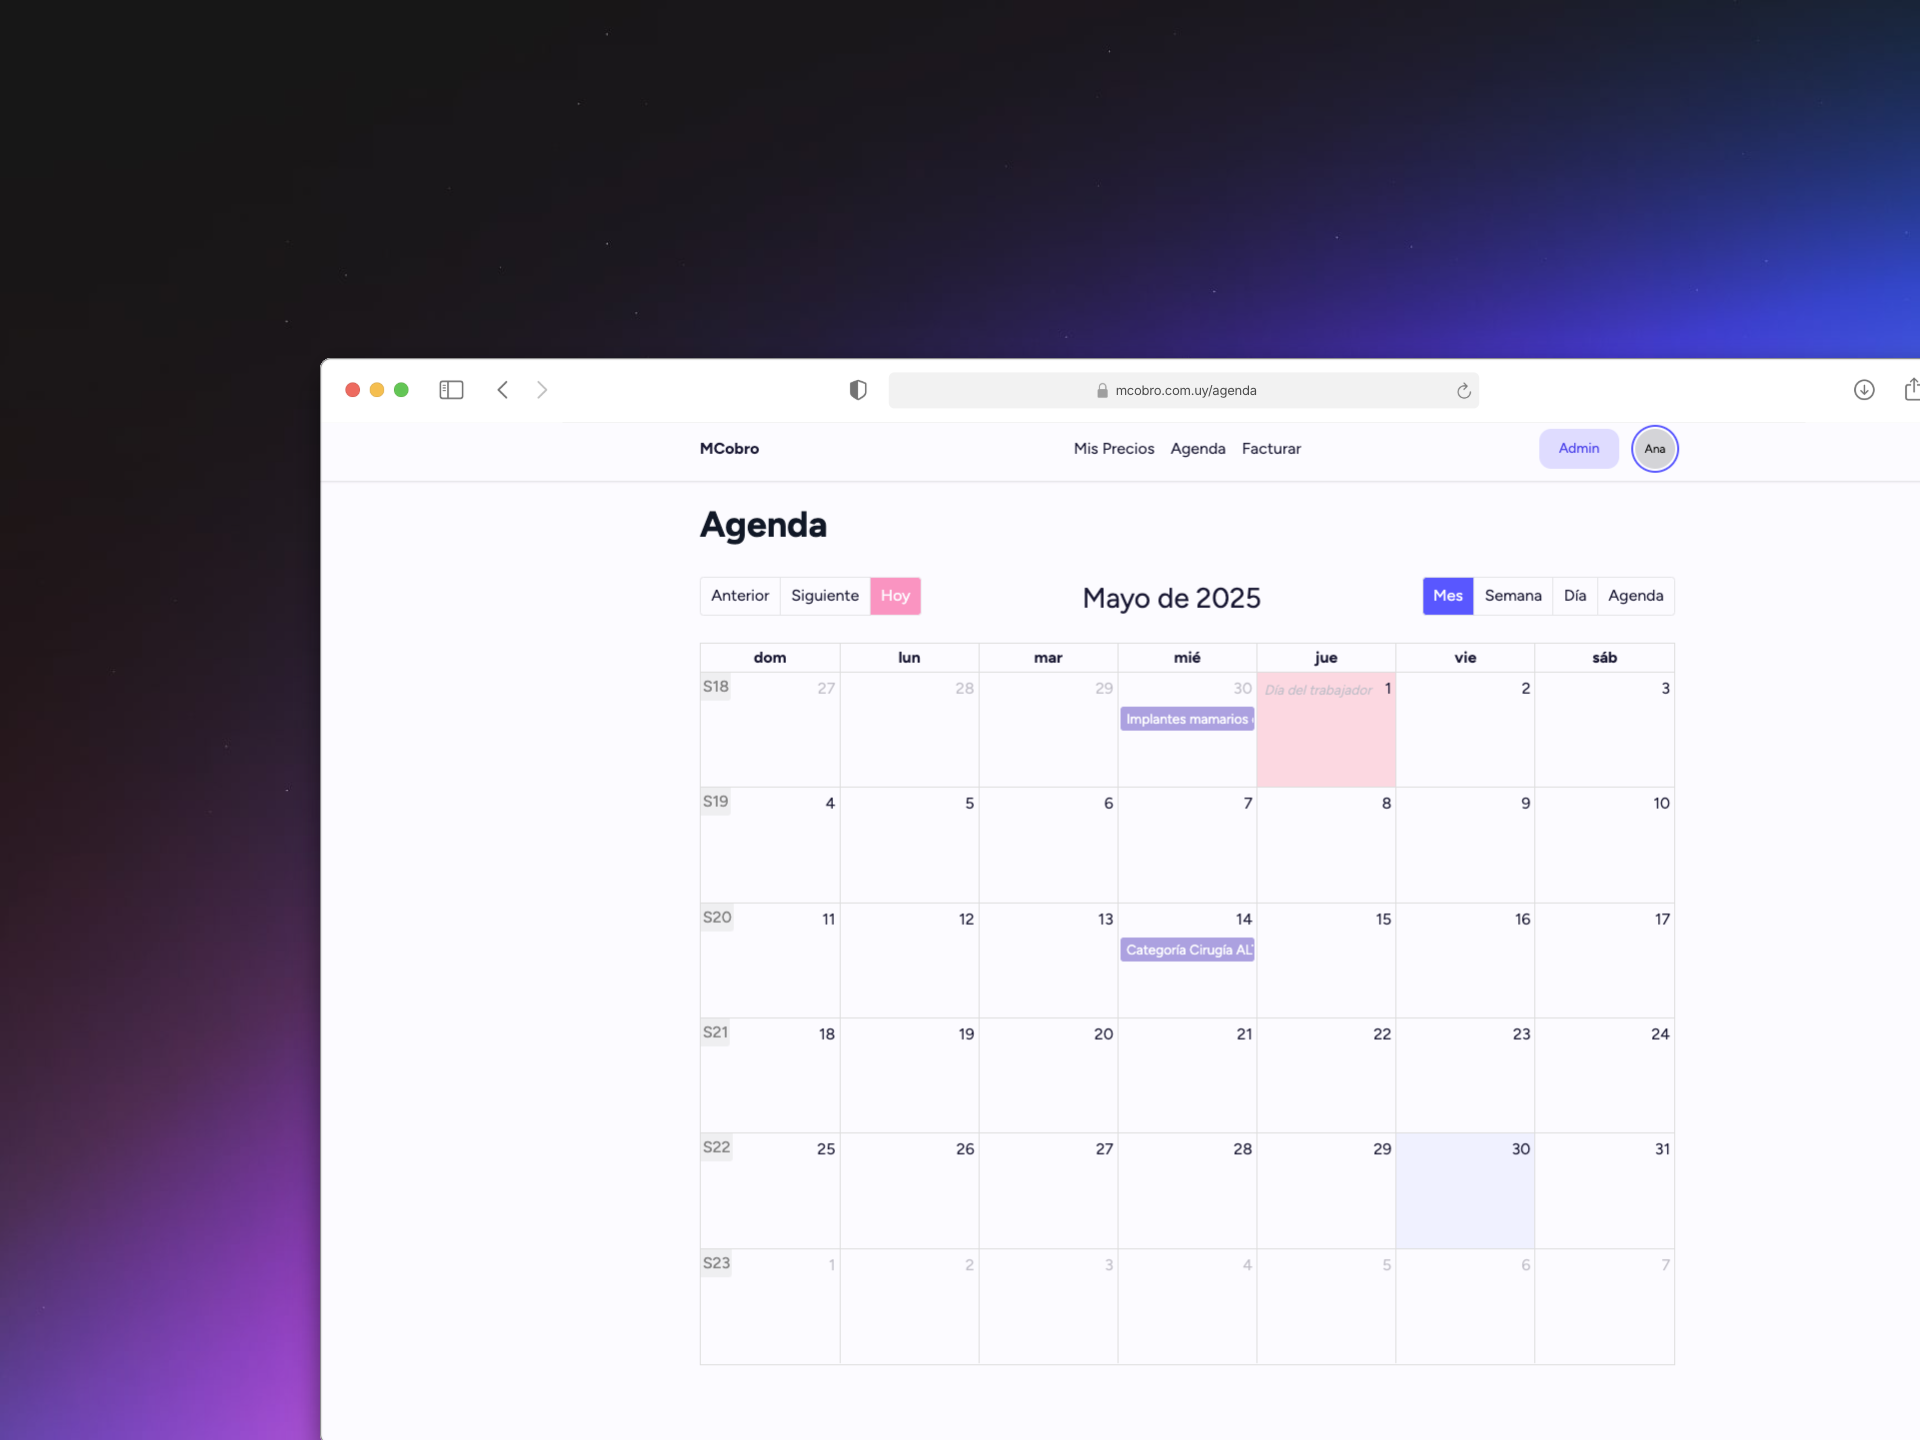 mcobro.com.uy/agenda
MCobro
Mis Precios Agenda Facturar
Admin
Ana
Agenda
Anterior Siguiente Hoy
Mayo de 2025
Mes Semana Día Agenda
dom lun mar mié jue vie sáb
S18 27 28 29 30 Día del trabajador 1 2 3
Implantes mamarios
S19 4 5 6 7 8 9 10
S20 11 12 13 14 15 16 17
Categoría Cirugía
S21 18 19 20 21 22 23 24
S22 25 26 27 28 29 30 31
S23 1 2 3 4 5 6 7